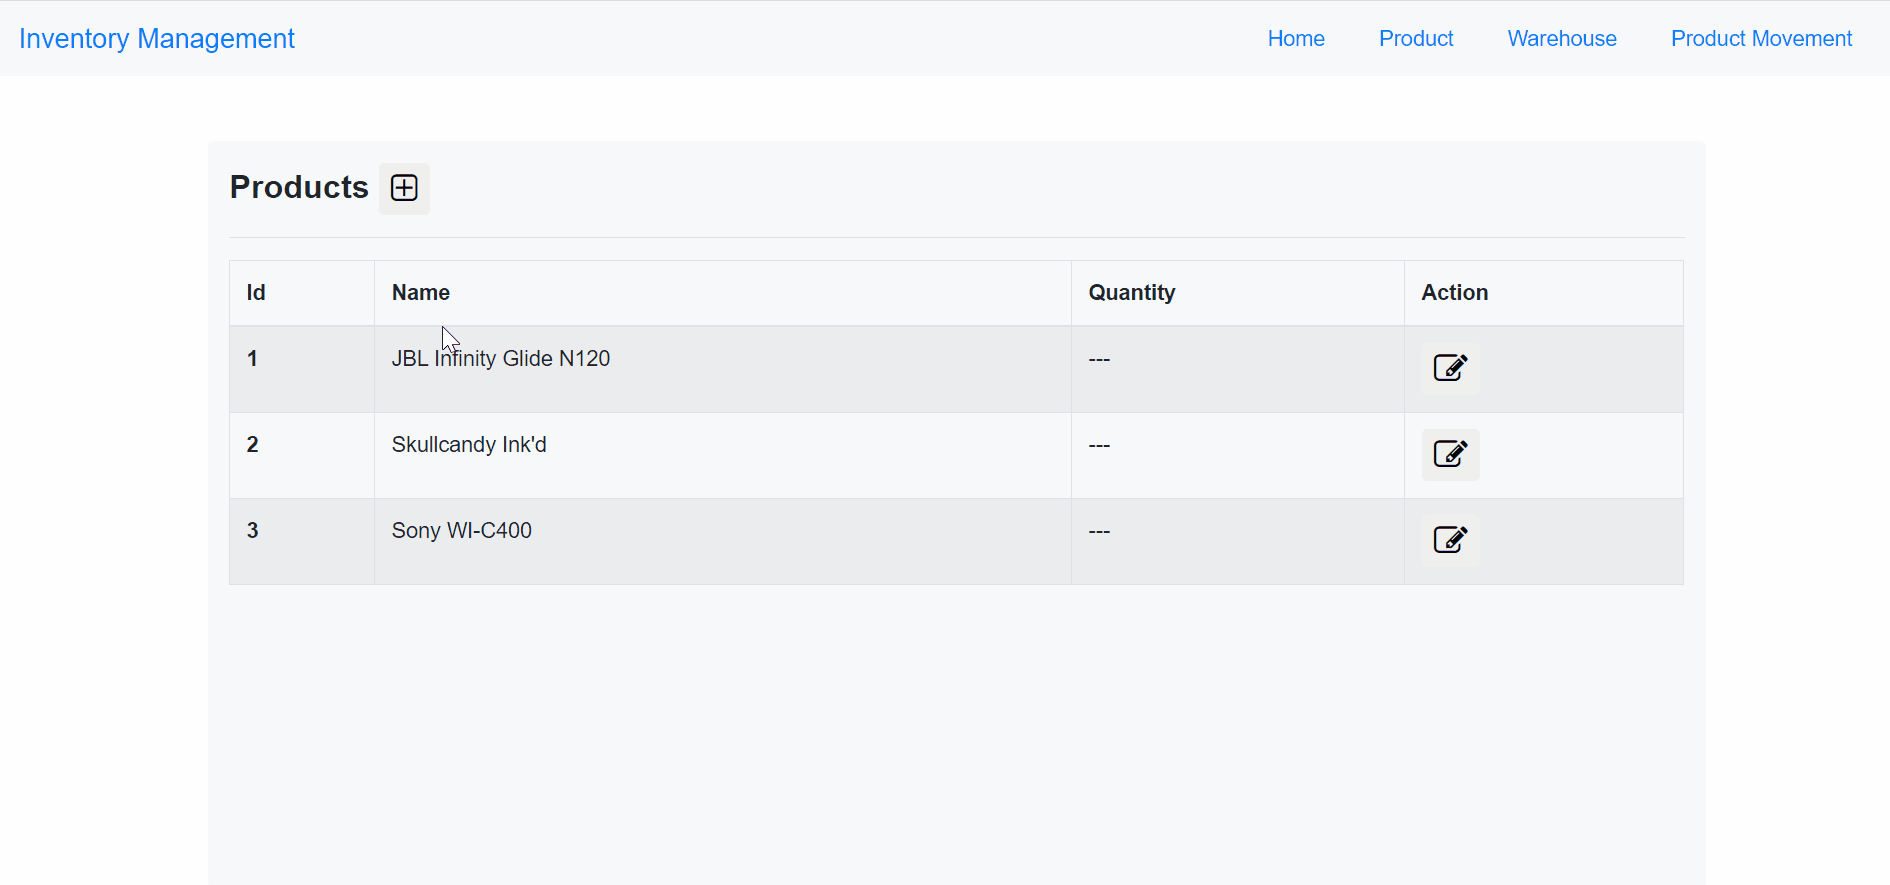 Inventory Management Home Product Warehouse Product Movement
Products
Id Name Quantity Action
1 JBL Infinity Glide N120 ---
2 Skullcandy Ink'd ---
3 Sony WI-C400 ---